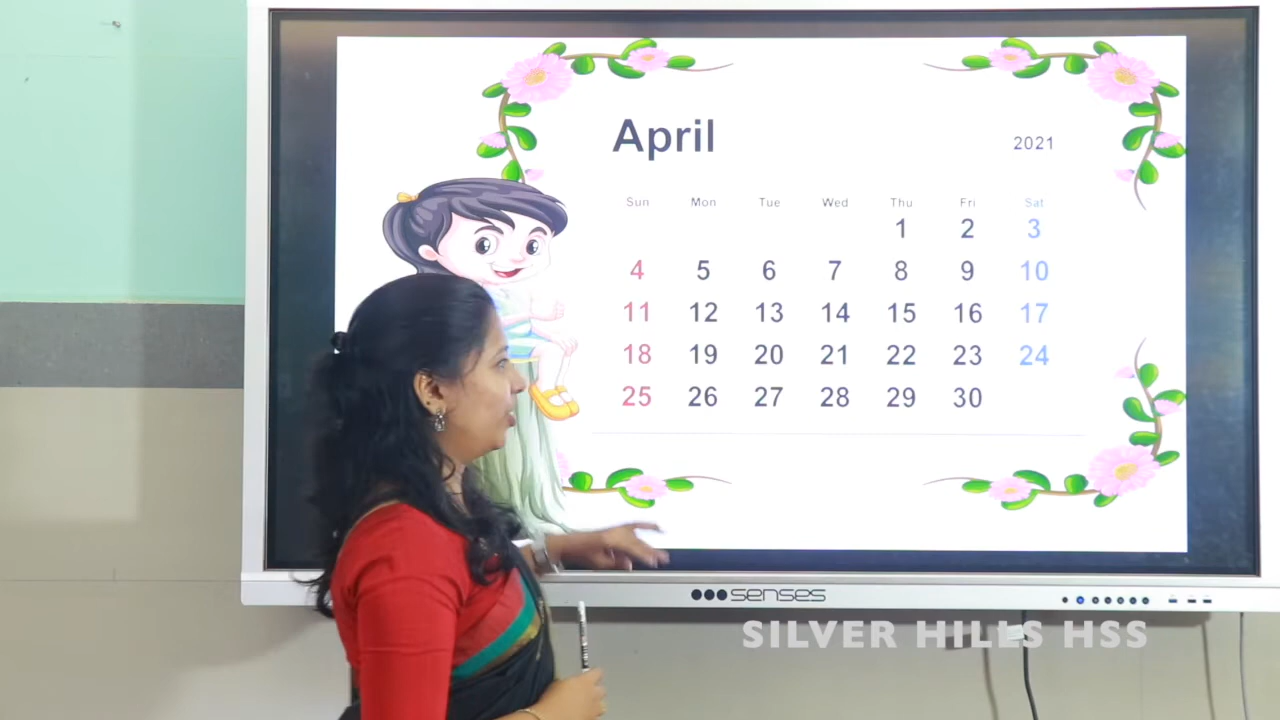 April
2021
Sun Mon Tue Wed Thu Fri Sat
1 2 3
4 5 6 7 8 9 10
11 12 13 14 15 16 17
18 19 20 21 22 23 24
25 26 27 28 29 30
senses
SILVER HILLS HSS